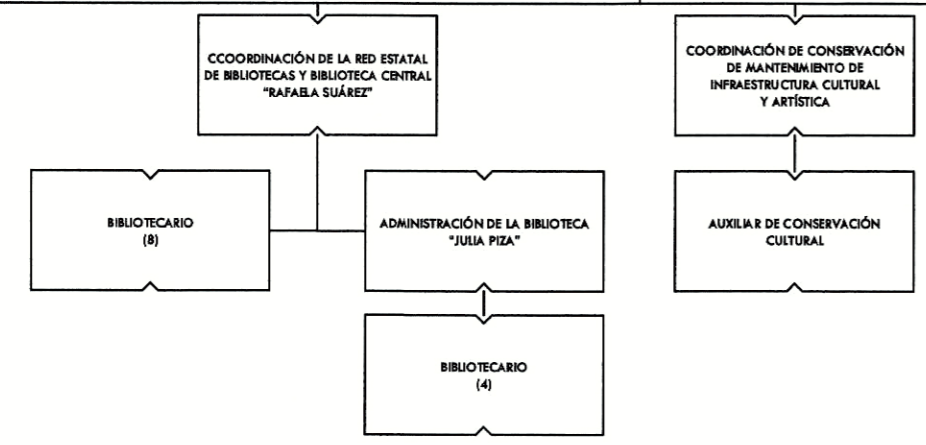 CCOORDINACIÓN DE LA RED ESTATAL
DE BIBLIOTECAS Y BIBLIOTECA CENTRAL
"RAFAELA SUÁREZ"
COORDINACIÓN DE CONSERVACIÓN
DE MANTENIMIENTO DE
INFRAESTRUCTURA CULTURAL
Y ARTÍSTICA
BIBLIOTECARIO
(8)
ADMINISTRACIÓN DE LA BIBLIOTECA
"JULIA PIZA"
AUXILIAR DE CONSERVACIÓN
CULTURAL
BIBLIOTECARIO
(4)